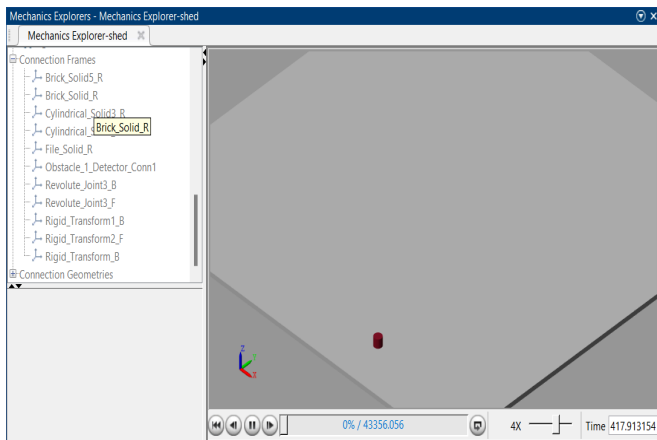 Mechanics Explorers - Mechanics Explorer-shed
Mechanics Explorer-shed
Connection Frames
Brick_Solid5_R
Brick_Solid_R
Cylindrical_Solid3_R
Cylindrical_S
Brick_Solid_R
File_Solid_R
Obstacle_1_Detector_Conn1
Revolute_Joint3_B
Revolute_Joint3_F
Rigid_Transform1_B
Rigid_Transform2_F
Rigid_Transform_B
Connection Geometries
z
x
0% / 43356.056
4X
Time 417.913154